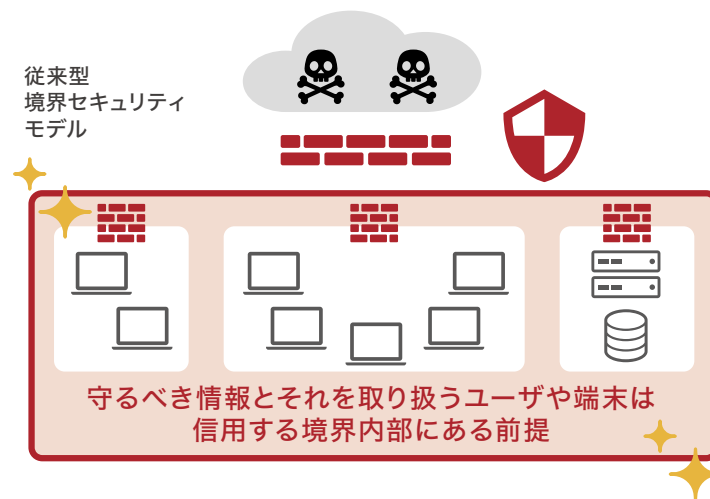 従来型
境界セキュリティ
モデル
守るべき情報とそれを取り扱うユーザや端末は
信用する境界内部にある前提